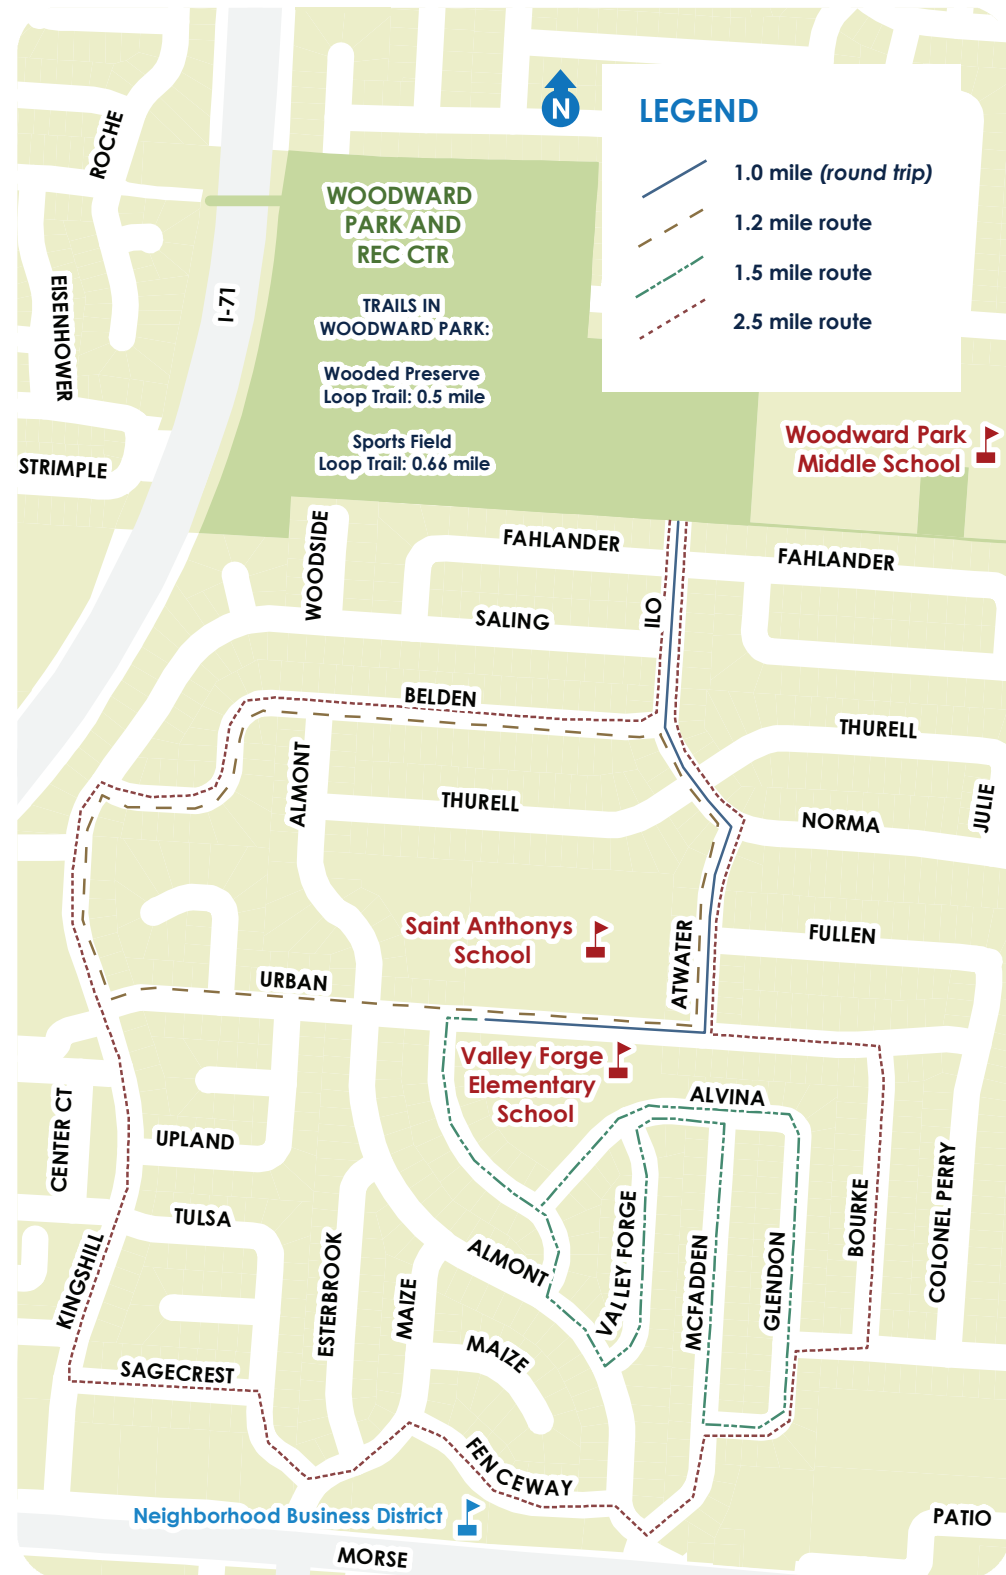 N
LEGEND
1.0 mile (round trip)
1.2 mile route
1.5 mile route
2.5 mile route
ROCHE
WOODWARD
PARK AND
REC CTR
EISENHOWER
I-71
TRAILS IN
WOODWARD PARK:
Wooded Preserve
Loop Trail: 0.5 mile
Sports Field
Loop Trail: 0.66 mile
Woodward Park
Middle School
STRIMPLE
WOODSIDE
FAHLANDER
FAHLANDER
SALING
ILO
BELDEN
THURELL
ALMONT
THURELL
NORMA
JULIE
Saint Anthonys
School
ATWATER
FULLEN
URBAN
Valley Forge
Elementary
School
ALVINA
CENTER CT
UPLAND
TULSA
KINGSHILL
ESTERBROOK
MAIZE
ALMONT
VALLEY FORGE
MCFADDEN
GLENDON
BOURKE
COLONEL PERRY
MAIZE
SAGECREST
FENCEWAY
Neighborhood Business District
PATIO
MORSE